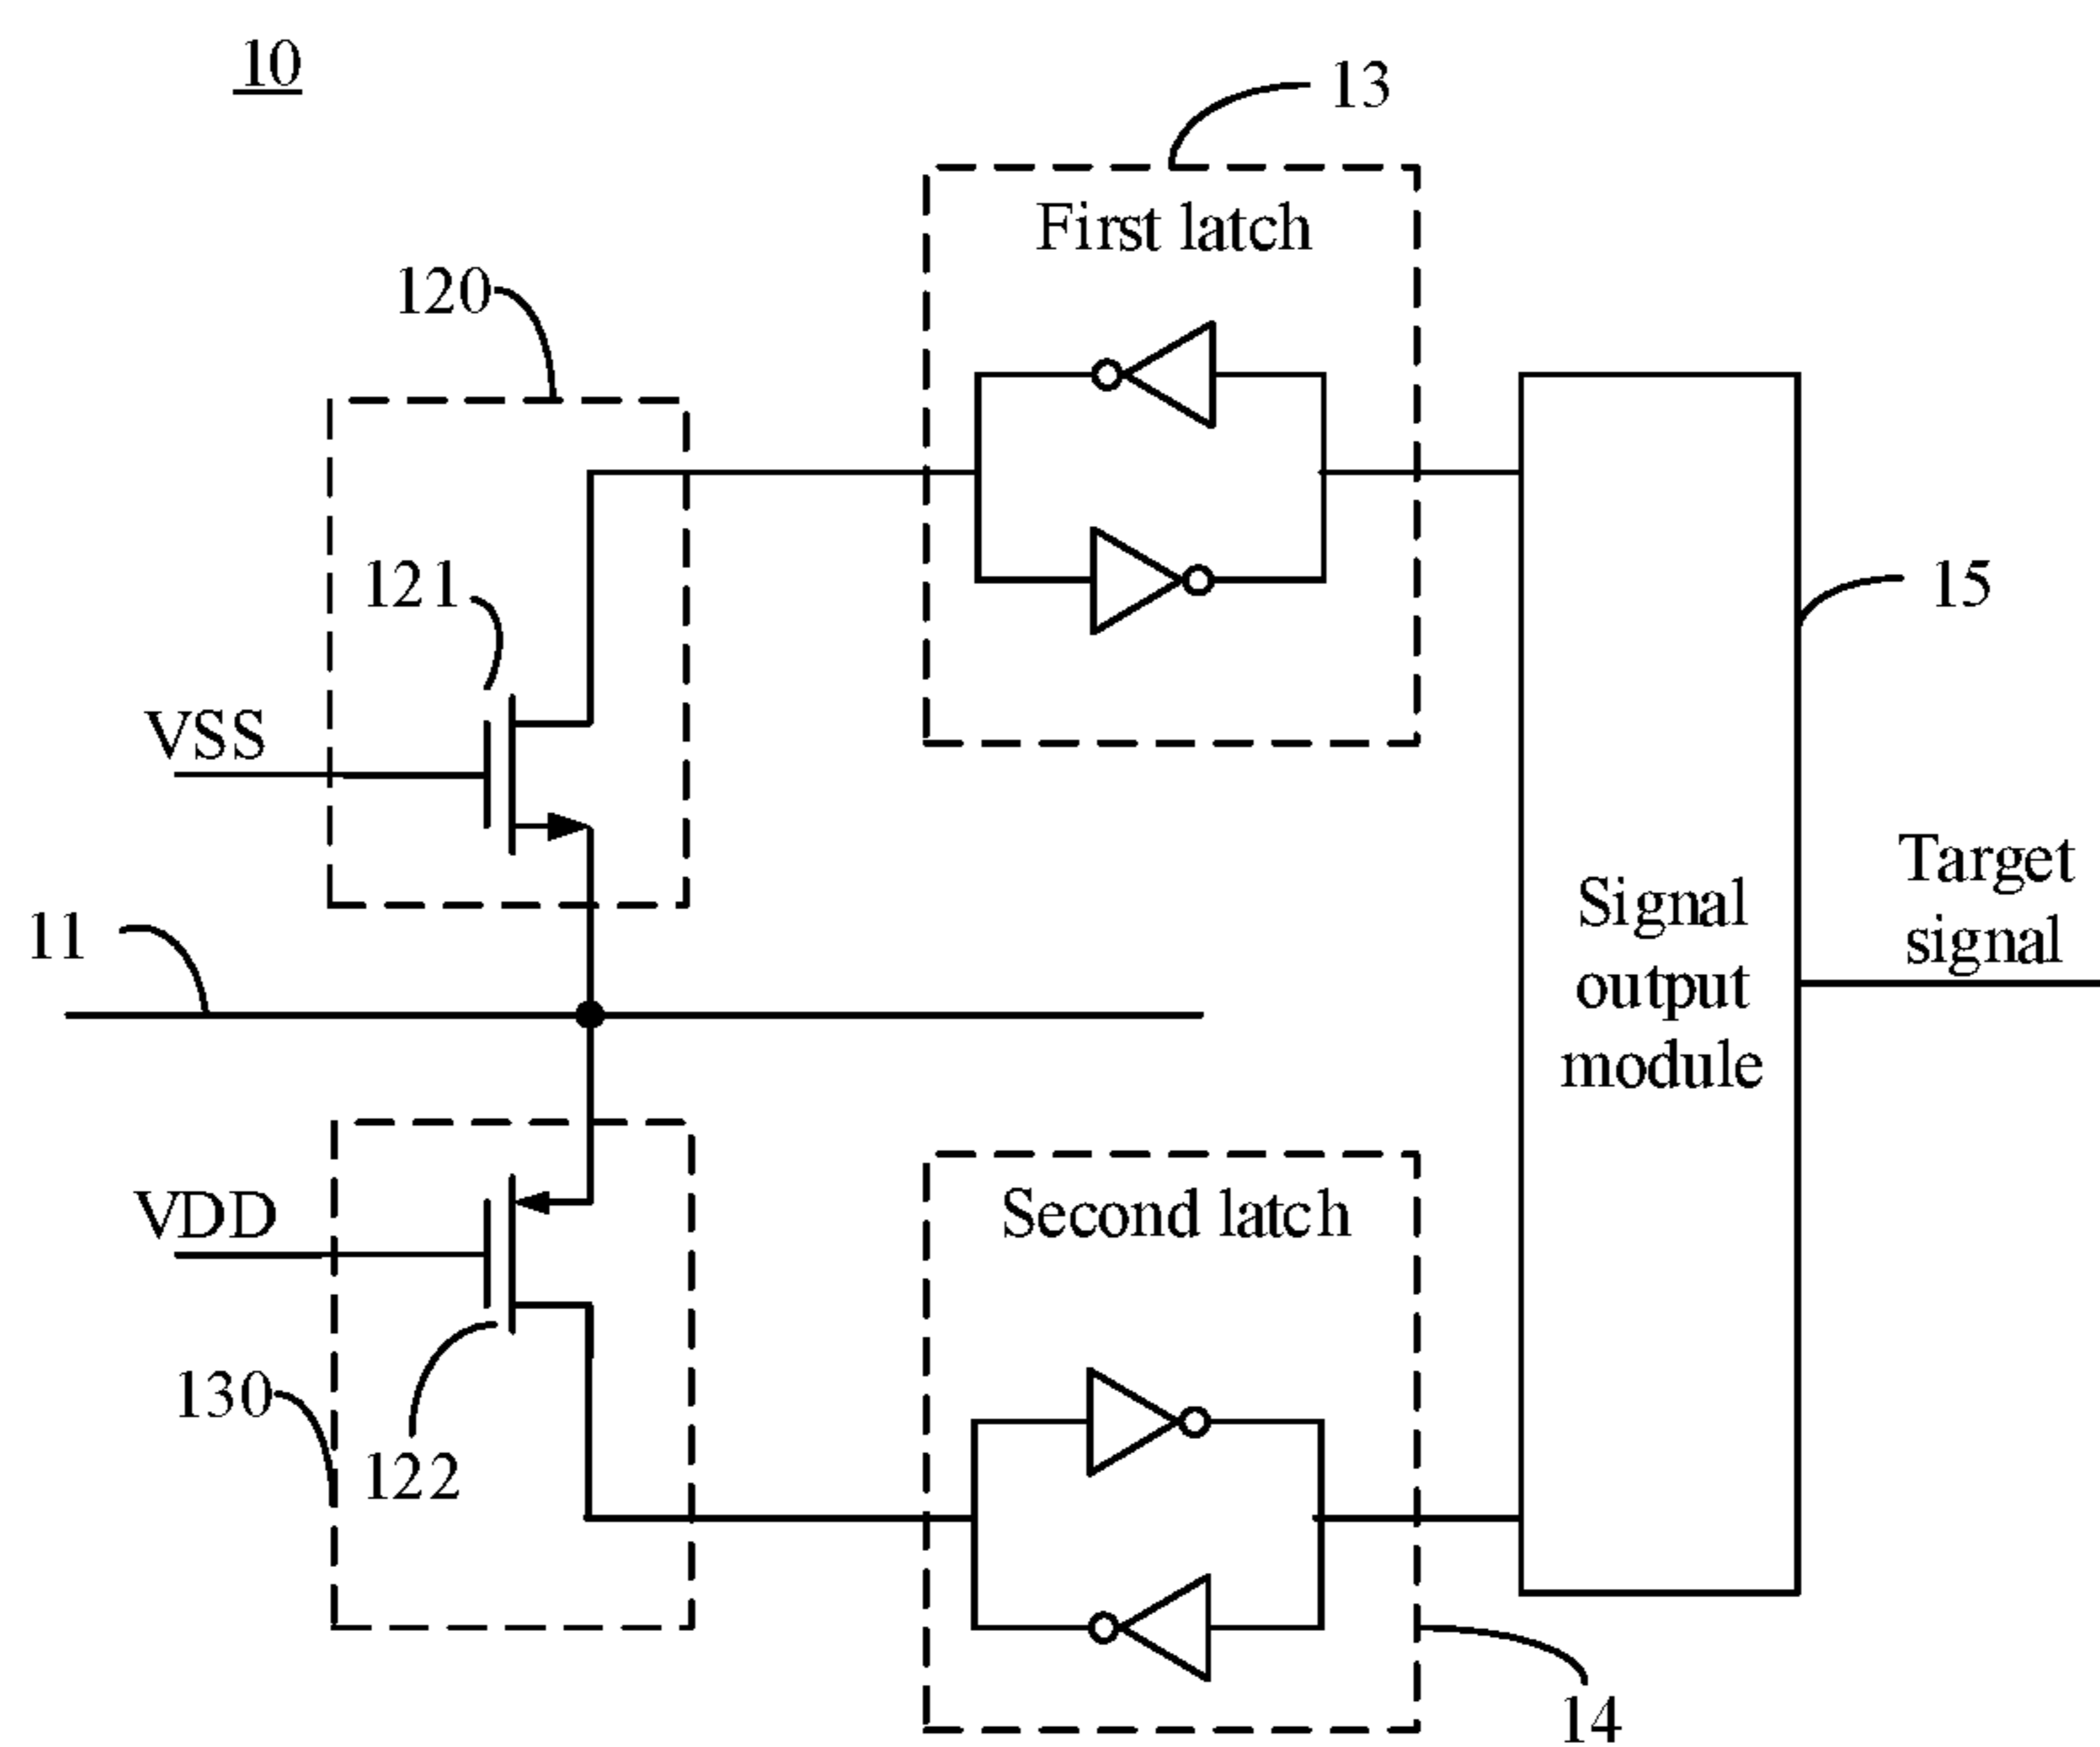 10
13
First latch
120
121
15
VSS
Target
signal
Signal
output
module
11
VDD
Second latch
130
122
14